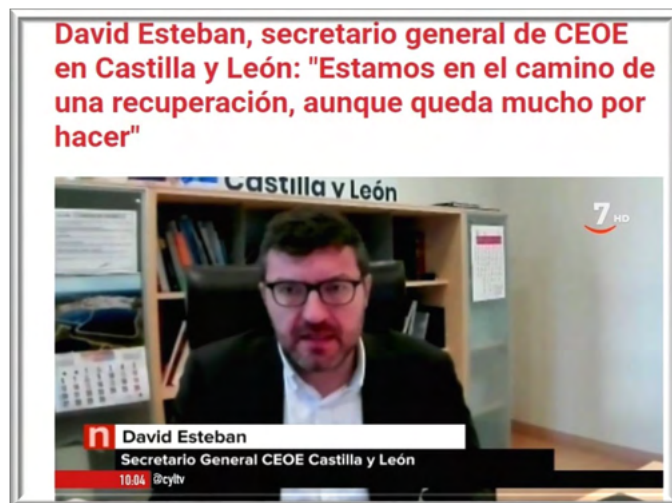 David Esteban, secretario general de CEOE
en Castilla y León: "Estamos en el camino de
una recuperación, aunque queda mucho por
hacer"
Castilla y León
7 HD
n David Esteban
Secretario General CEOE Castilla y León
10:04 @cyltv